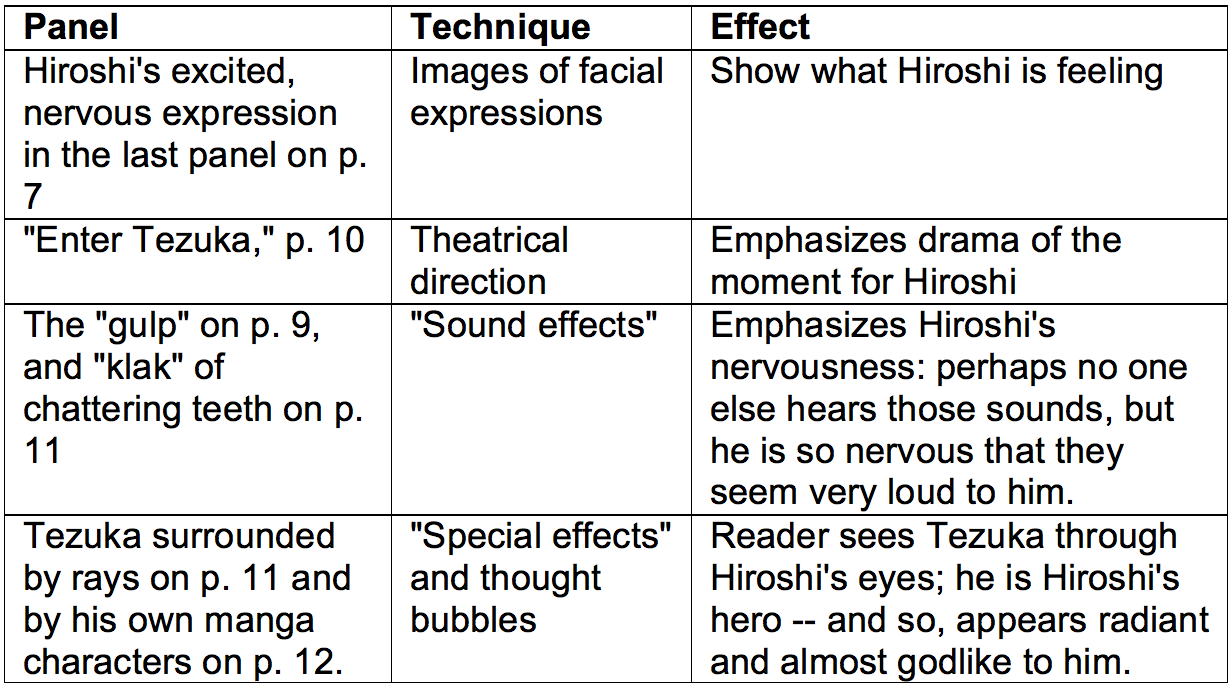 Panel Technique Effect
Hiroshi's excited,
nervous expression
in the last panel on p.
7
Images of facial
expressions
Show what Hiroshi is feeling
"Enter Tezuka," p. 10
Theatrical
direction
Emphasizes drama of the
moment for Hiroshi
The "gulp" on p. 9,
and "klak" of
chattering teeth on p.
11
"Sound effects"
Emphasizes Hiroshi's
nervousness: perhaps no one
else hears those sounds, but
he is so nervous that they
seem very loud to him.
Tezuka surrounded
by rays on p. 11 and
by his own manga
characters on p. 12.
"Special effects"
and thought
bubbles
Reader sees Tezuka through
Hiroshi's eyes; he is Hiroshi's
hero -- and so, appears radiant
and almost godlike to him.